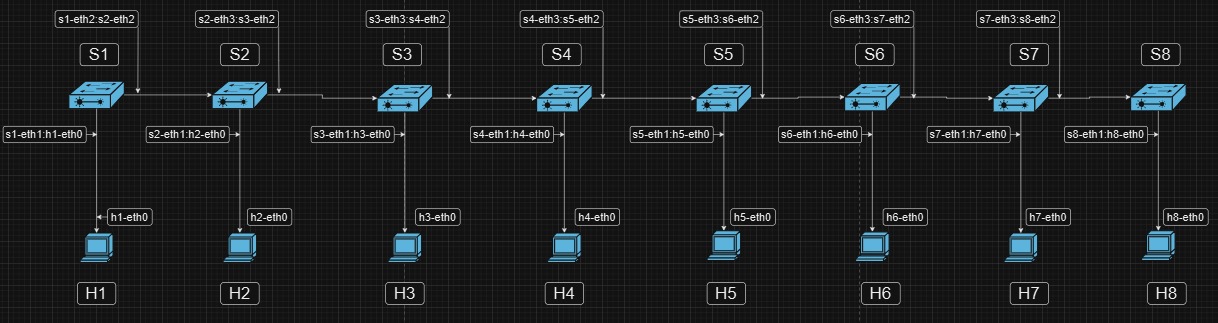 s1-eth2:s2-eth2
s2-eth3:s3-eth2
s3-eth3:s4-eth2
s4-eth3:s5-eth2
s5-eth3:s6-eth2
s6-eth3:s7-eth2
s7-eth3:s8-eth2
S1
S2
S3
S4
S5
S6
S7
S8
s1-eth1:h1-eth0
s2-eth1:h2-eth0
s3-eth1:h3-eth0
s4-eth1:h4-eth0
s5-eth1:h5-eth0
s6-eth1:h6-eth0
s7-eth1:h7-eth0
s8-eth1:h8-eth0
h1-eth0
h2-eth0
h3-eth0
h4-eth0
h5-eth0
h6-eth0
h7-eth0
h8-eth0
H1
H2
H3
H4
H5
H6
H7
H8